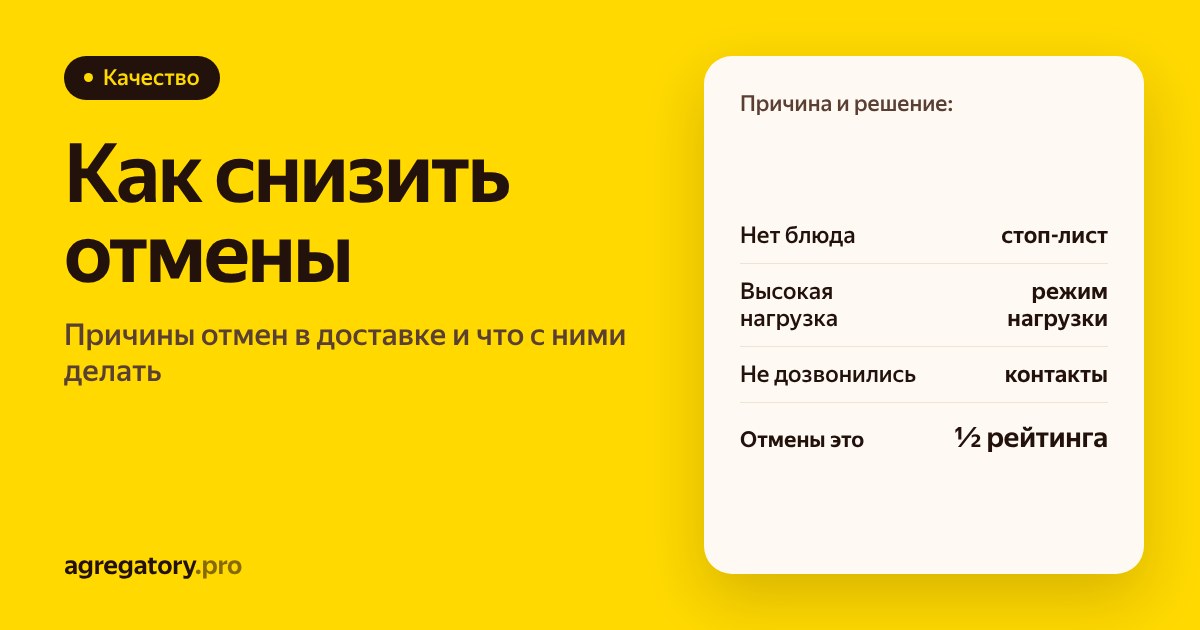 Качество
Как снизить
отмены
Причины отмен в доставке и что с ними
делать
agregatory.pro
Причина и решение:
Нет блюда стоп-лист
Высокая режим
нагрузка нагрузки
Не дозвонились контакты
Отмены это ½ рейтинга